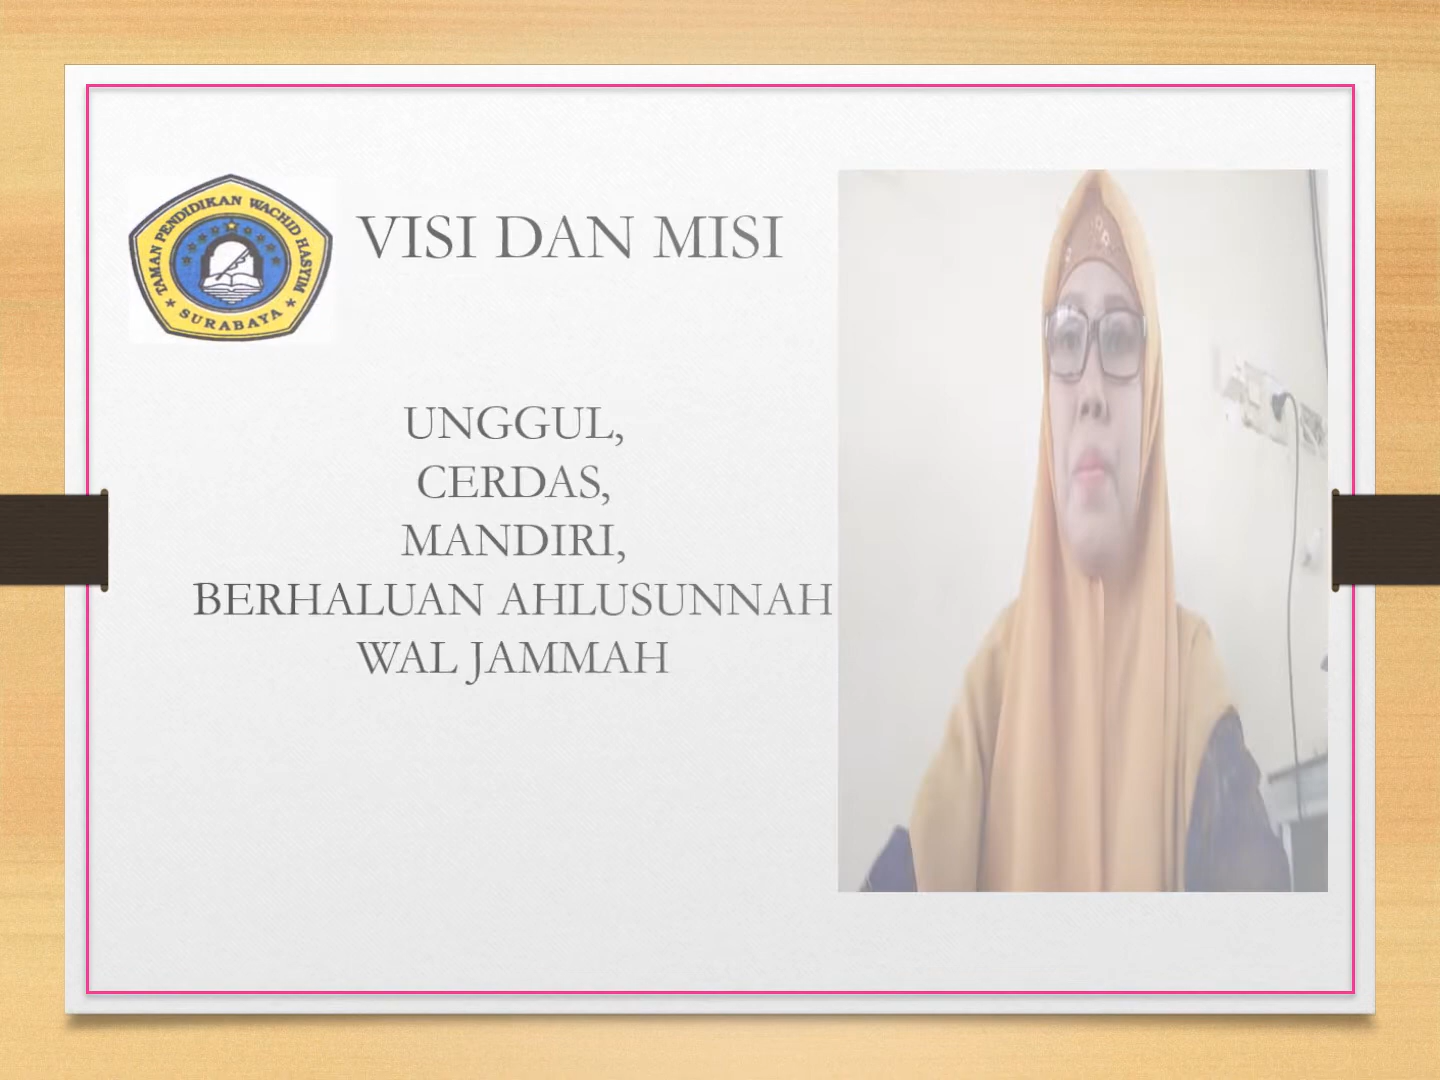 TAMAN PENDIDIKAN WACHID HASYIM
SURABAYA
VISI DAN MISI
UNGGUL,
CERDAS,
MANDIRI,
BERHALUAN AHLUSUNNAH
WAL JAMMAH